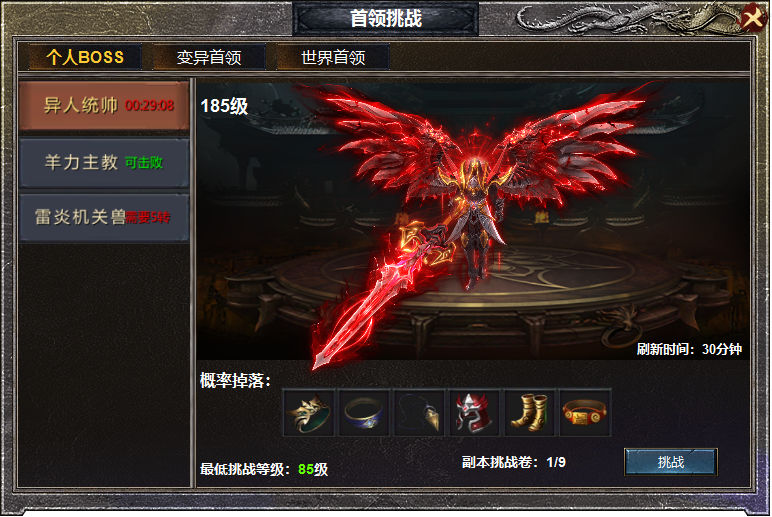 首领挑战
个人BOSS 变异首领 世界首领
异人统帅 00:29:08
羊力主教 可击败
雷炎机关兽 需要5转
185级
刷新时间：30分钟
概率掉落：
最低挑战等级：85级
副本挑战卷：1/9
挑战